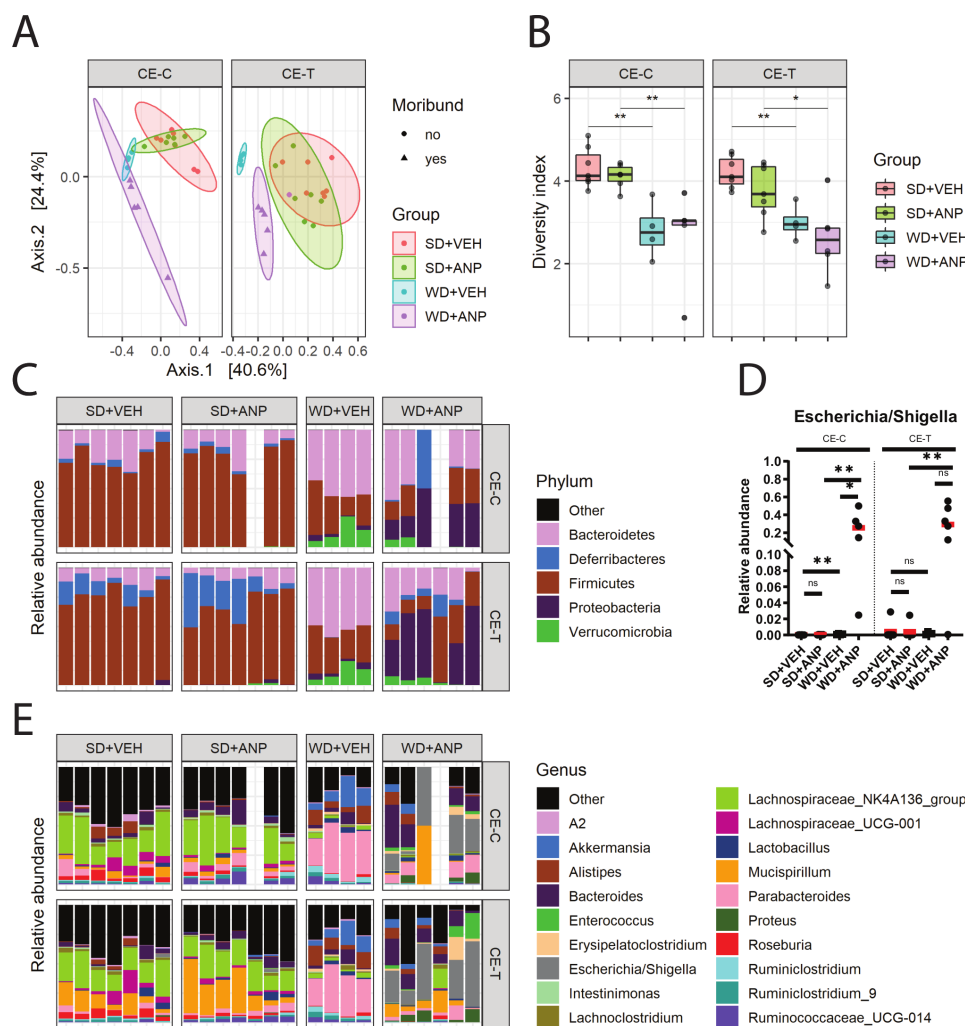 A
CE-C
CE-T
0.0
-0.5
Axis.2 [24.4%]
-0.4
0.0
0.4
-0.4
-0.2
0.0
0.2
0.4
0.6
Axis.1 [40.6%]
Moribund
no
yes
Group
SD+VEH
SD+ANP
WD+VEH
WD+ANP
B
CE-C
CE-T
6
4
2
Diversity index
**
**
*
**
Group
SD+VEH
SD+ANP
WD+VEH
WD+ANP
C
SD+VEH
SD+ANP
WD+VEH
WD+ANP
CE-C
CE-T
Relative abundance
Relative abundance
Phylum
Other
Bacteroidetes
Deferribacteres
Firmicutes
Proteobacteria
Verrucomicrobia
D
Escherichia/Shigella
CE-C
CE-T
1.0
0.8
0.6
0.4
0.2
0.10
0.08
0.06
0.04
0.02
0.00
Relative abundance
**
*
**
ns
**
ns
ns
ns
SD+VEH
SD+ANP
WD+VEH
WD+ANP
SD+VEH
SD+ANP
WD+VEH
WD+ANP
E
SD+VEH
SD+ANP
WD+VEH
WD+ANP
CE-C
CE-T
Relative abundance
Relative abundance
Genus
Other
A2
Akkermansia
Alistipes
Bacteroides
Enterococcus
Erysipelatoclostridium
Escherichia/Shigella
Intestinimonas
Lachnoclostridium
Lachnospiraceae_NK4A136_group
Lachnospiraceae_UCG-001
Lactobacillus
Mucispirillum
Parabacteroides
Proteus
Roseburia
Ruminiclostridium
Ruminiclostridium_9
Ruminococcaceae_UCG-014